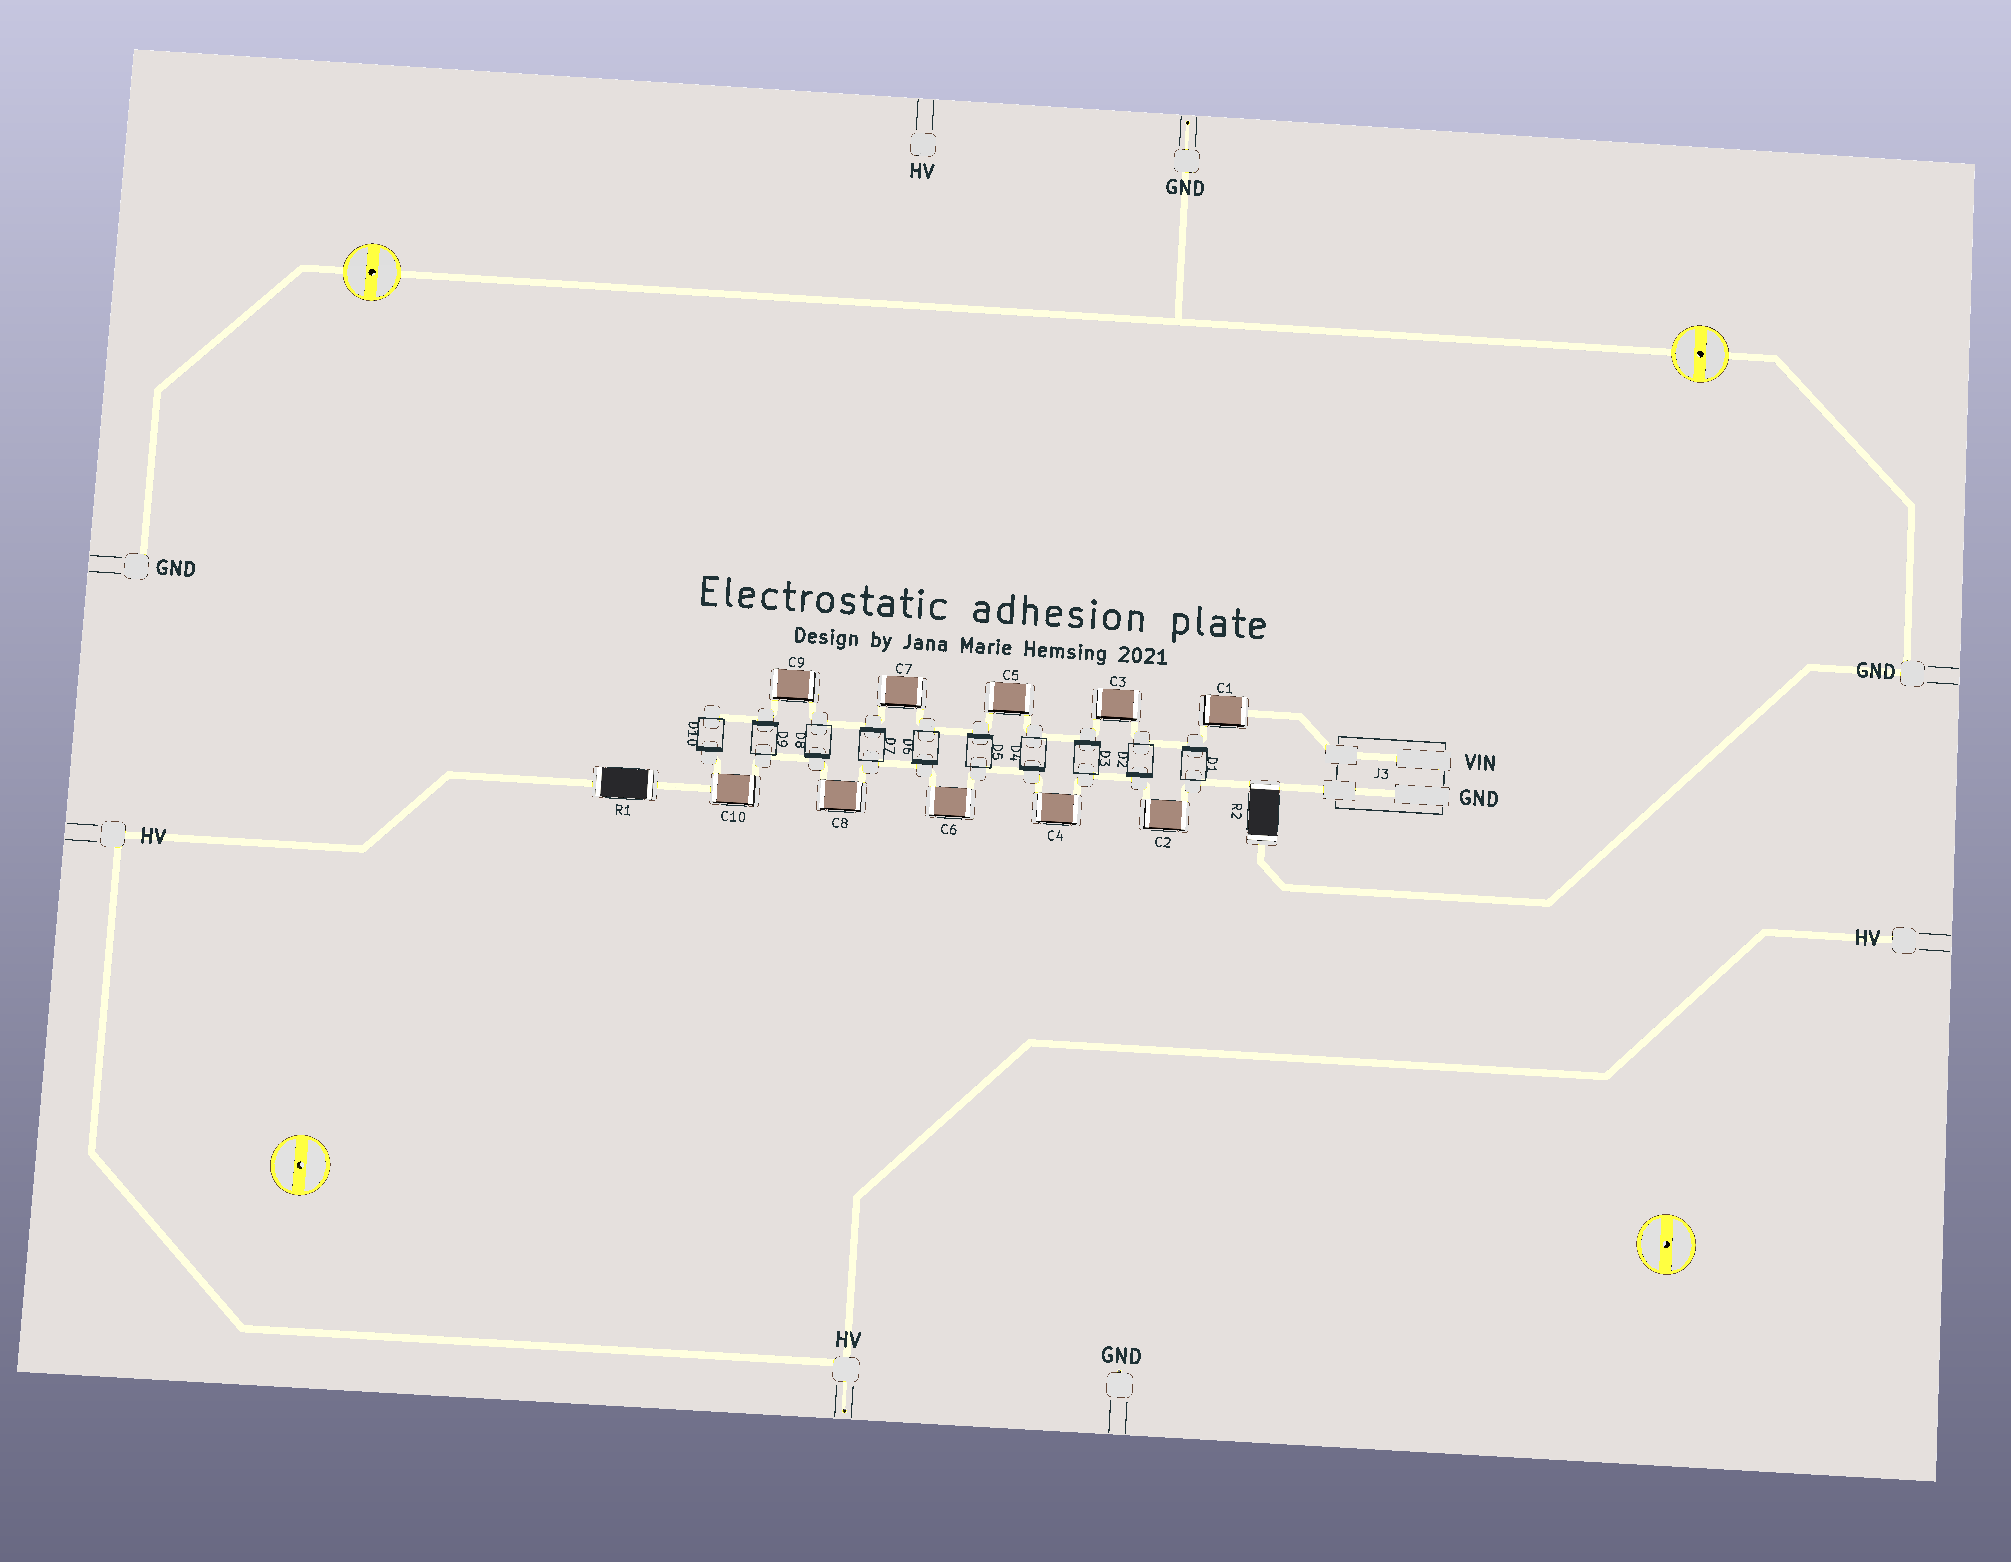 HV
GND
GND
Electrostatic adhesion plate
Design by Jana Marie Hemsing 2021
C9
C7
C5
C3
C1
GND
D10
D9
D8
D7
D6
D5
D4
D3
D2
D1
VIN
J3
GND
R1
C10
C8
C6
C4
C2
R2
HV
HV
HV
GND